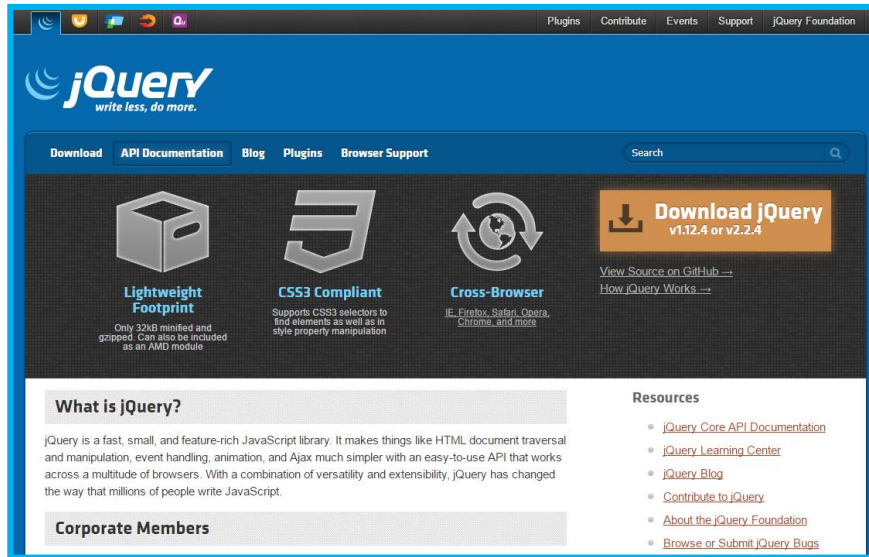 Plugins Contribute Events Support jQuery Foundation
Qu
jQuery
write less, do more.
Download API Documentation Blog Plugins Browser Support
Search
Lightweight
Footprint
Only 32kB minified and
gzipped. Can also be included
as an AMD module
CSS3 Compliant
Supports CSS3 selectors to
find elements as well as in
style property manipulation
Cross-Browser
IE, Firefox, Safari, Opera,
Chrome, and more
Download jQuery
v1.12.4 or v2.2.4
View Source on GitHub →
How jQuery Works →
What is jQuery?
jQuery is a fast, small, and feature-rich JavaScript library. It makes things like HTML document traversal
and manipulation, event handling, animation, and Ajax much simpler with an easy-to-use API that works
across a multitude of browsers. With a combination of versatility and extensibility, jQuery has changed
the way that millions of people write JavaScript.
Corporate Members
Resources
jQuery Core API Documentation
jQuery Learning Center
jQuery Blog
Contribute to jQuery
About the jQuery Foundation
Browse or Submit jQuery Bugs